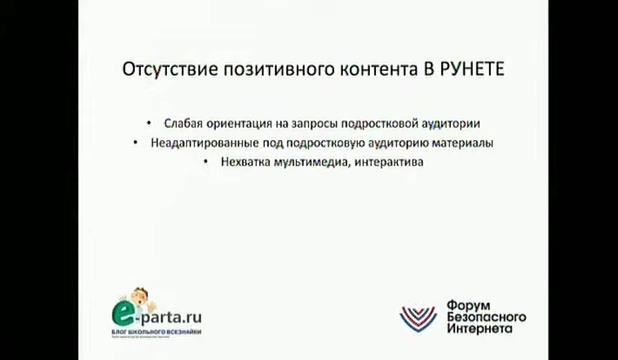 Отсутствие позитивного контента В РУНЕТЕ
• Слабая ориентация на запросы подростковой аудитории
• Неадаптированные под подростковую аудиторию материалы
• Нехватка мультимедиа, интерактива
e-parta.ru
БЛОГ ШКОЛЬНОГО ВСЕЗНАЙКИ
Форум
Безопасного
Интернета